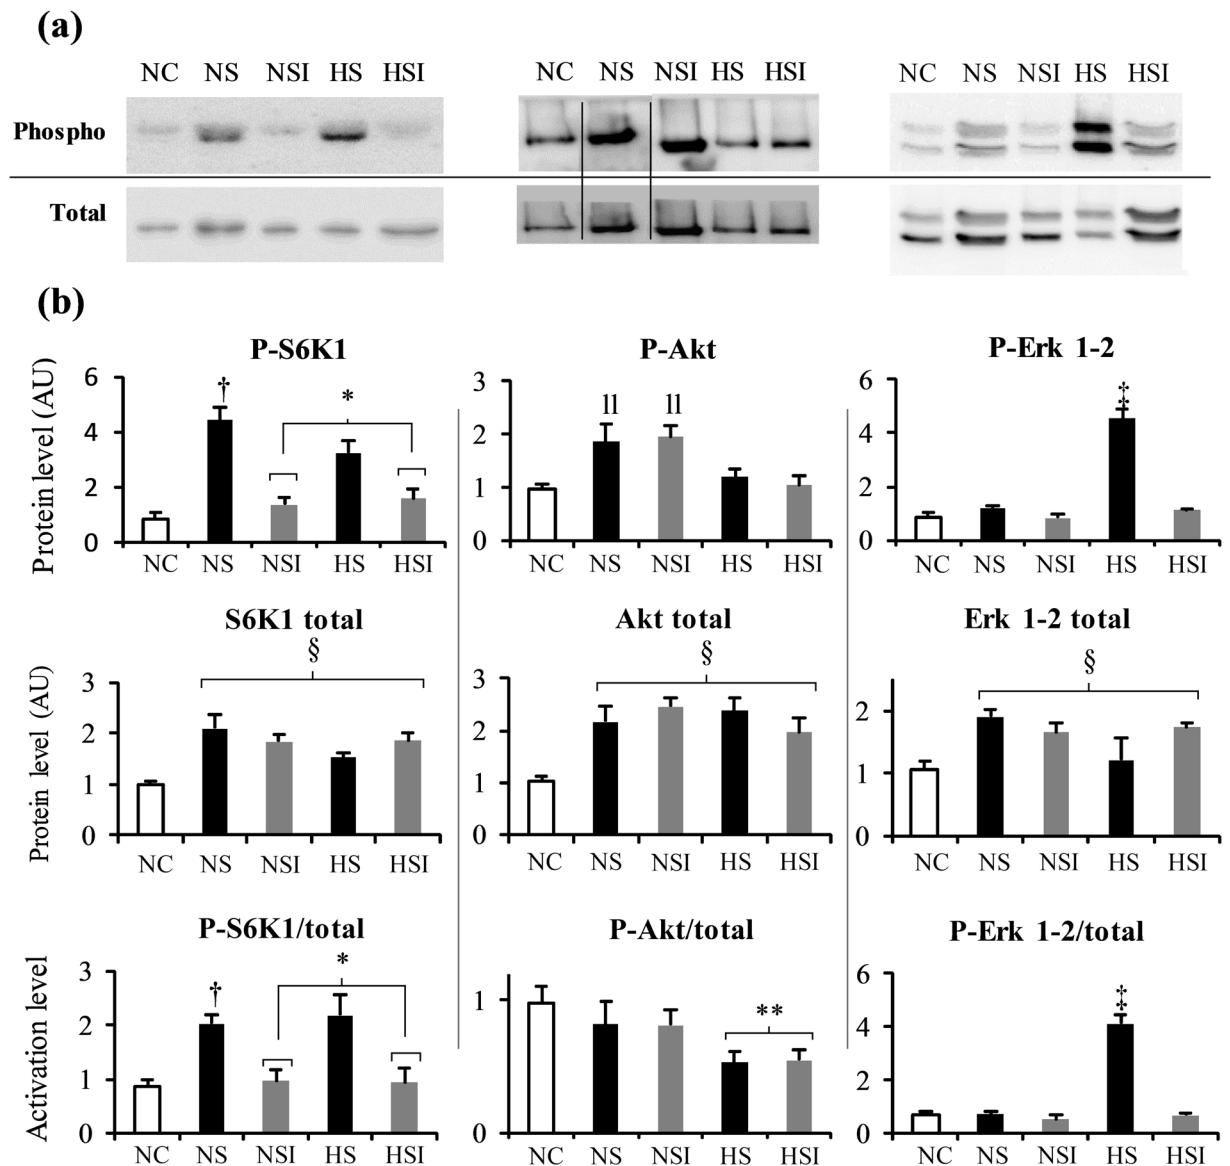 (a)
NC NS NSI HS HSI NC NS NSI HS HSI NC NS NSI HS HSI
Phospho
Total
(b)
P-S6K1 P-Akt P-Erk 1-2
Protein level (AU)
6 4 2 0
† *
NC NS NSI HS HSI
3 2 1 0
ll ll
NC NS NSI HS HSI
6 4 2 0
‡
NC NS NSI HS HSI
S6K1 total Akt total Erk 1-2 total
Protein level (AU)
§
3 2 1 0
NC NS NSI HS HSI
§
3 2 1 0
NC NS NSI HS HSI
§
2 1 0
NC NS NSI HS HSI
P-S6K1/total P-Akt/total P-Erk 1-2/total
Activation level
3 2 1 0
† *
NC NS NSI HS HSI
1 0
**
NC NS NSI HS HSI
6 4 2 0
‡
NC NS NSI HS HSI